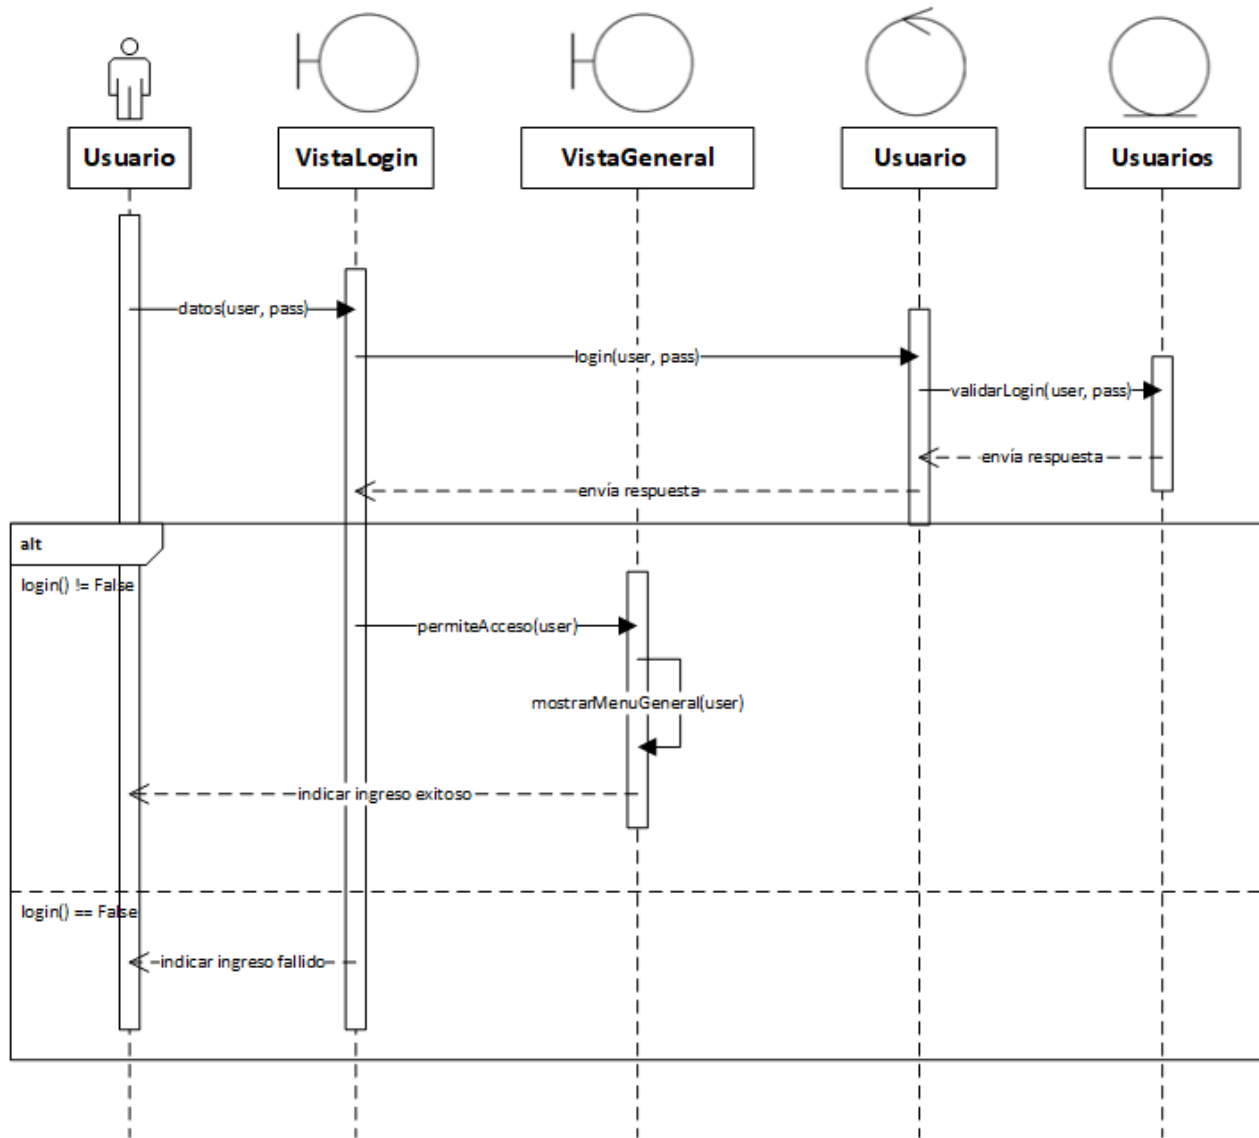 Usuario
VistaLogin
VistaGeneral
Usuario
Usuarios
datos(user, pass)
login(user, pass)
validarLogin(user, pass)
envía respuesta
envía respuesta
alt
login() != False
permiteAcceso(user)
mostrarMenuGeneral(user)
indicar ingreso exitoso
login() == False
indicar ingreso fallido